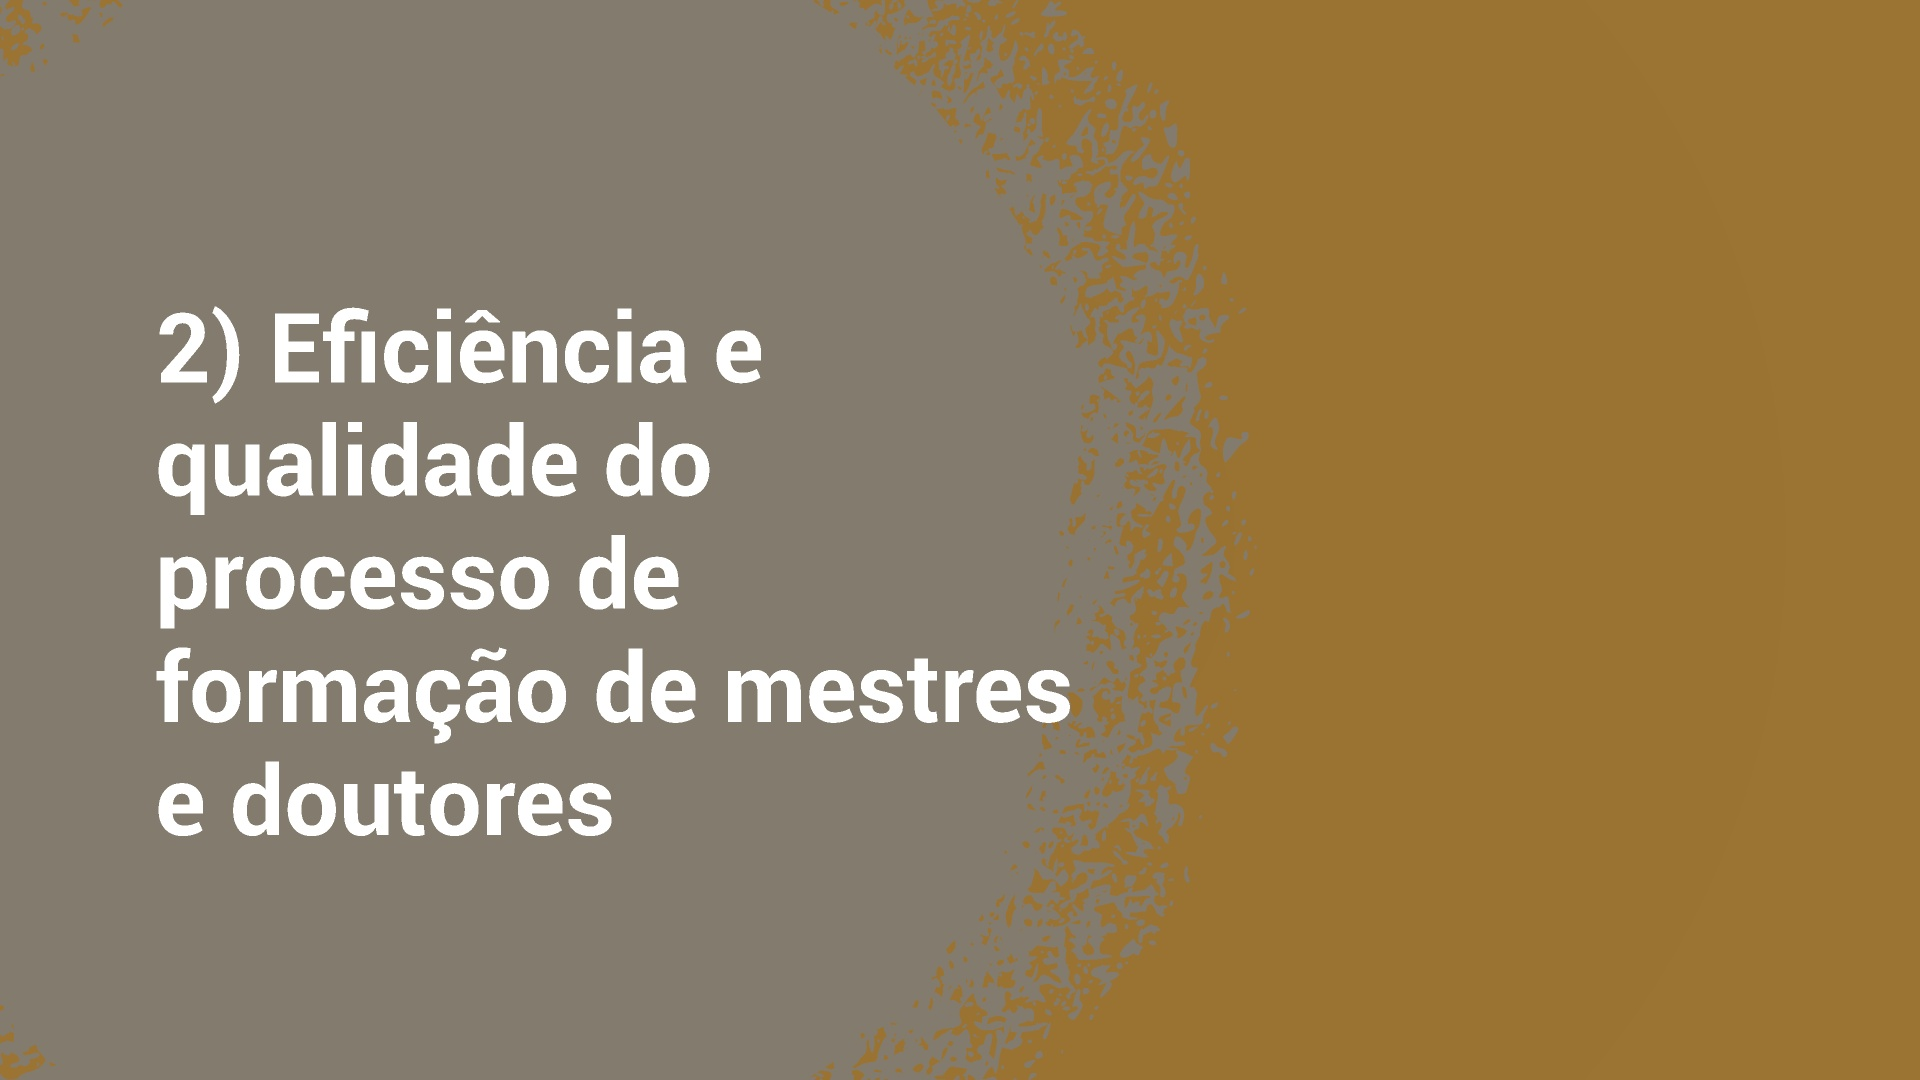 2) Eficiência e
qualidade do
processo de
formação de mestres
e doutores